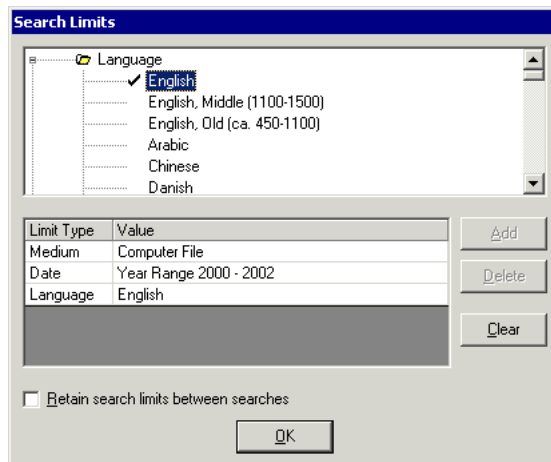 Search Limits
Language
English
English, Middle (1100-1500)
English, Old (ca. 450-1100)
Arabic
Chinese
Danish
Limit Type Value
Medium Computer File
Date Year Range 2000 - 2002
Language English
Add
Delete
Clear
Retain search limits between searches
OK